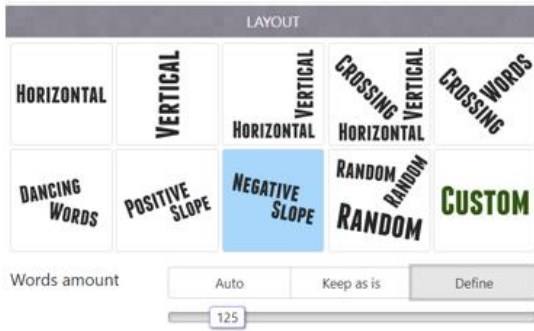 LAYOUT
HORIZONTAL
VERTICAL
VERTICAL
HORIZONTAL
CROSSING
VERTICAL
HORIZONTAL
CROSSING
WORDS
DANCING
WORDS
POSITIVE
SLOPE
NEGATIVE
SLOPE
RANDOM
RANDOM
RANDOM
CUSTOM
Words amount Auto Keep as is Define
125